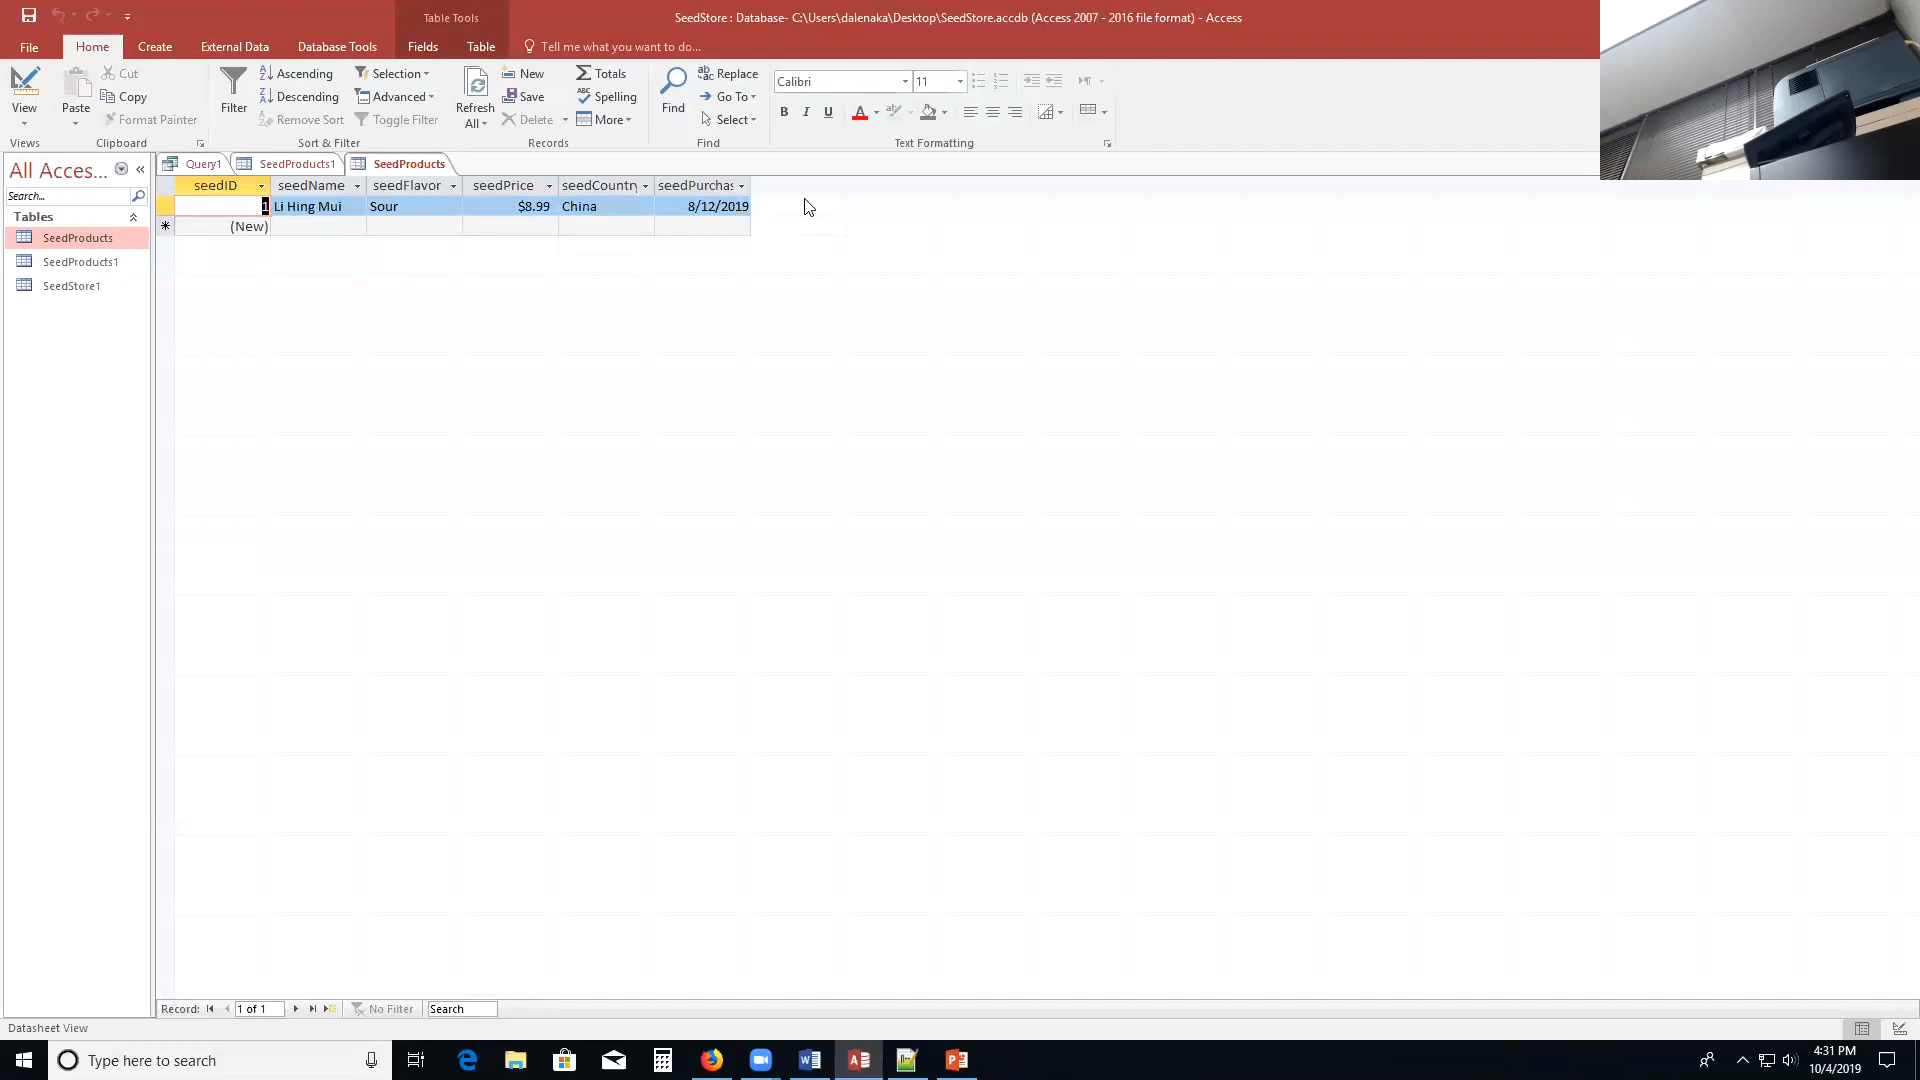 Table Tools
SeedStore : Database- C:\Users\dalenaka\Desktop\SeedStore.accdb (Access 2007 - 2016 file format) - Access
File Home Create External Data Database Tools Fields Table Tell me what you want to do...
View
Views
Paste
Cut
Copy
Format Painter
Clipboard
Filter
Ascending
Descending
Remove Sort
Selection
Advanced
Toggle Filter
Sort & Filter
Refresh
All
New
Save
Delete
Totals
Spelling
More
Records
Find
Replace
Go To
Select
Find
Calibri 11
B I U A
Text Formatting
All Acces...
Search...
Tables
SeedProducts
SeedProducts1
SeedStore1
Query1 SeedProducts1 SeedProducts
seedID seedName seedFlavor seedPrice seedCountry seedPurchas
1 Li Hing Mui Sour $8.99 China 8/12/2019
* (New)
Record: 1 of 1 No Filter Search
Datasheet View
Type here to search
4:31 PM
10/4/2019